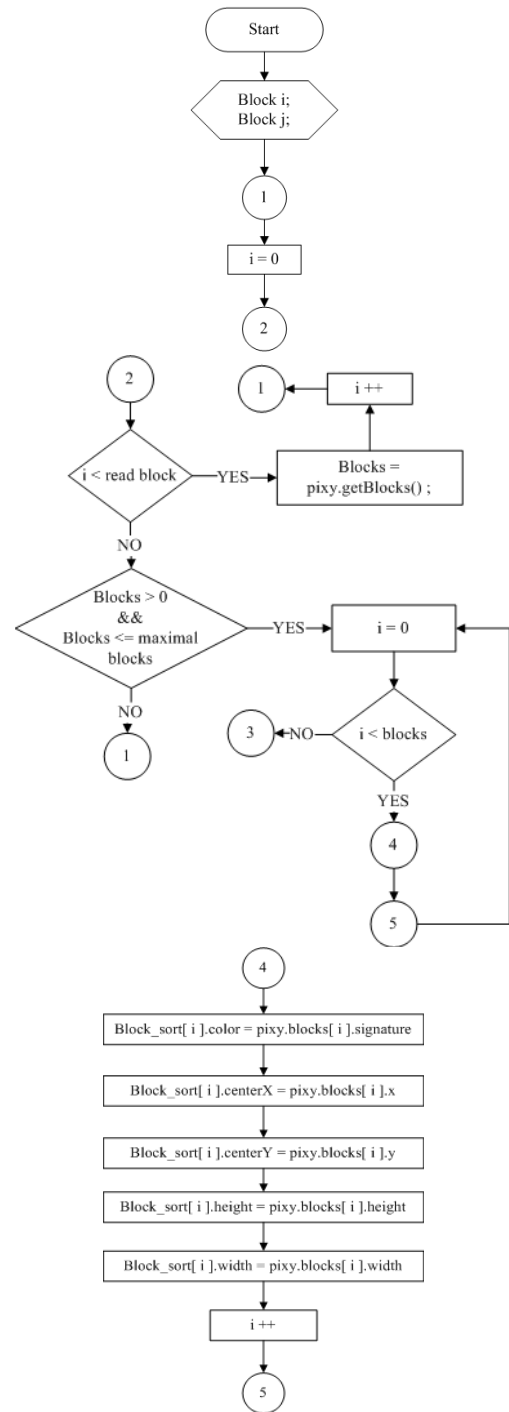 Start
Block i;
Block j;
1
i = 0
2
2
1
i ++
i < read block
YES
Blocks =
pixy.getBlocks() ;
NO
Blocks > 0
&&
Blocks <= maximal
blocks
YES
i = 0
NO
1
3
NO
i < blocks
YES
4
5
4
Block_sort[ i ].color = pixy.blocks[ i ].signature
Block_sort[ i ].centerX = pixy.blocks[ i ].x
Block_sort[ i ].centerY = pixy.blocks[ i ].y
Block_sort[ i ].height = pixy.blocks[ i ].height
Block_sort[ i ].width = pixy.blocks[ i ].width
i ++
5